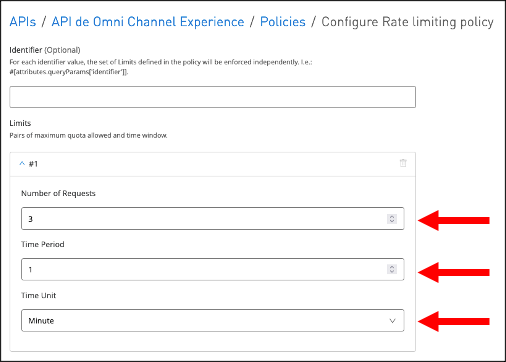 APIs / API de Omni Channel Experience / Policies / Configure Rate limiting policy
Identifier (Optional)
For each identifier value, the set of Limits defined in the policy will be enforced independently. I.e.:
#[attributes.queryParams['identifier']].
Limits
Pairs of maximum quota allowed and time window.
#1
Number of Requests
3
Time Period
1
Time Unit
Minute